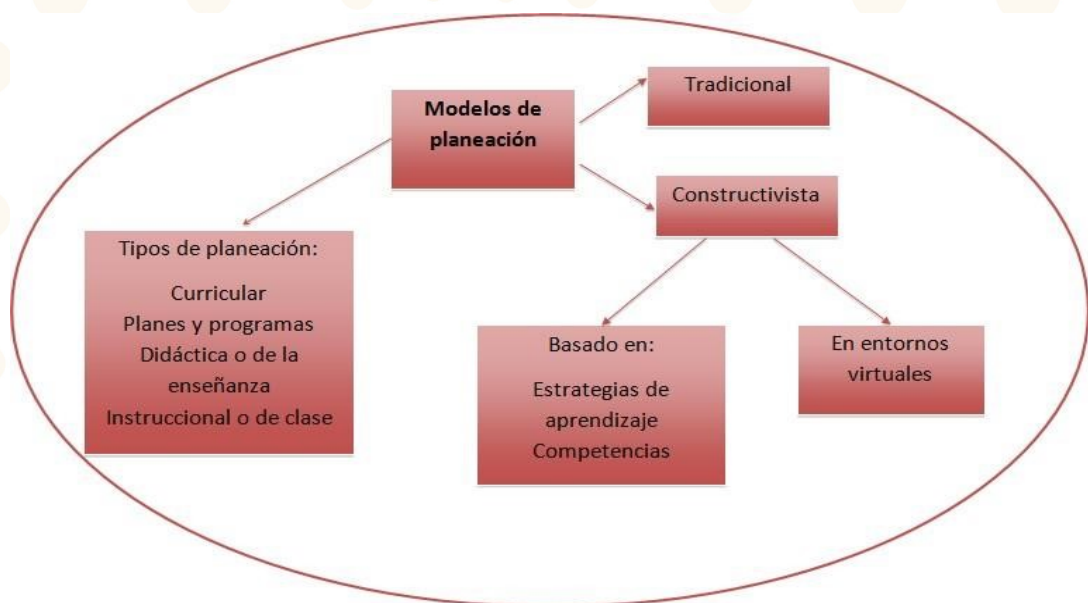 Modelos de
planeación
Tradicional
Constructivista
Tipos de planeación:
Curricular
Planes y programas
Didáctica o de la
enseñanza
Instruccional o de clase
Basado en:
Estrategias de
aprendizaje
Competencias
En entornos
virtuales